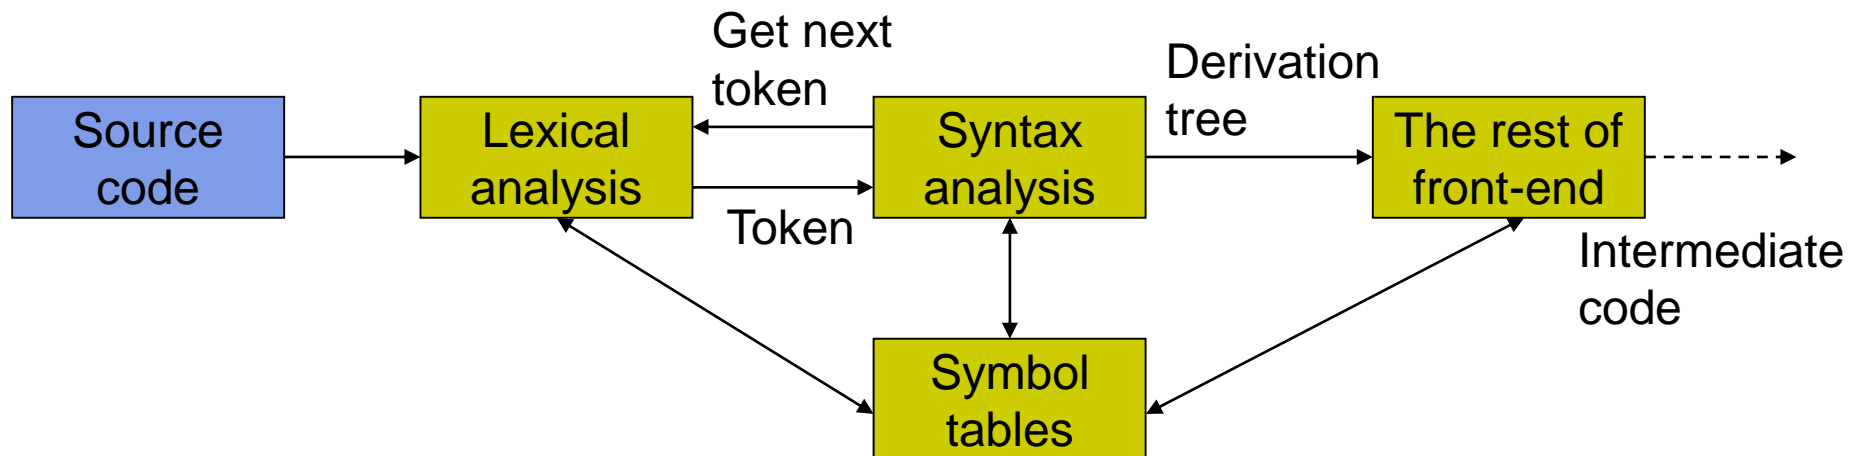 Source
code
Lexical
analysis
Get next
token
Token
Syntax
analysis
Derivation
tree
The rest of
front-end
Intermediate
code
Symbol
tables